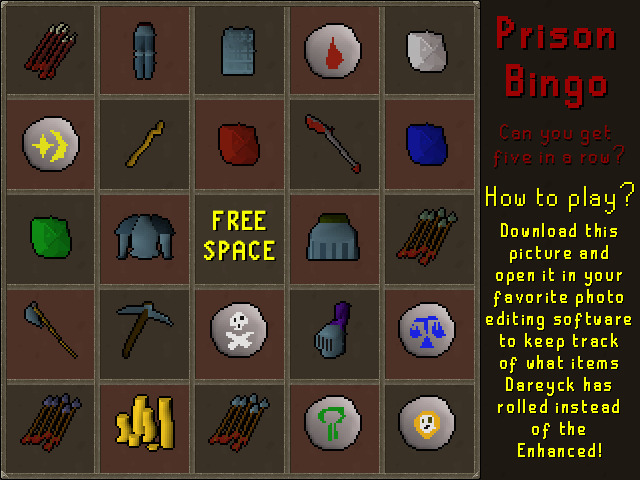 FREE
SPACE
Prison
Bingo
Can you get
five in a row?
How to play?
Download this
picture and
open it in your
favorite photo
editing software
to keep track
of what items
Dareyck has
rolled instead
of the
Enhanced!